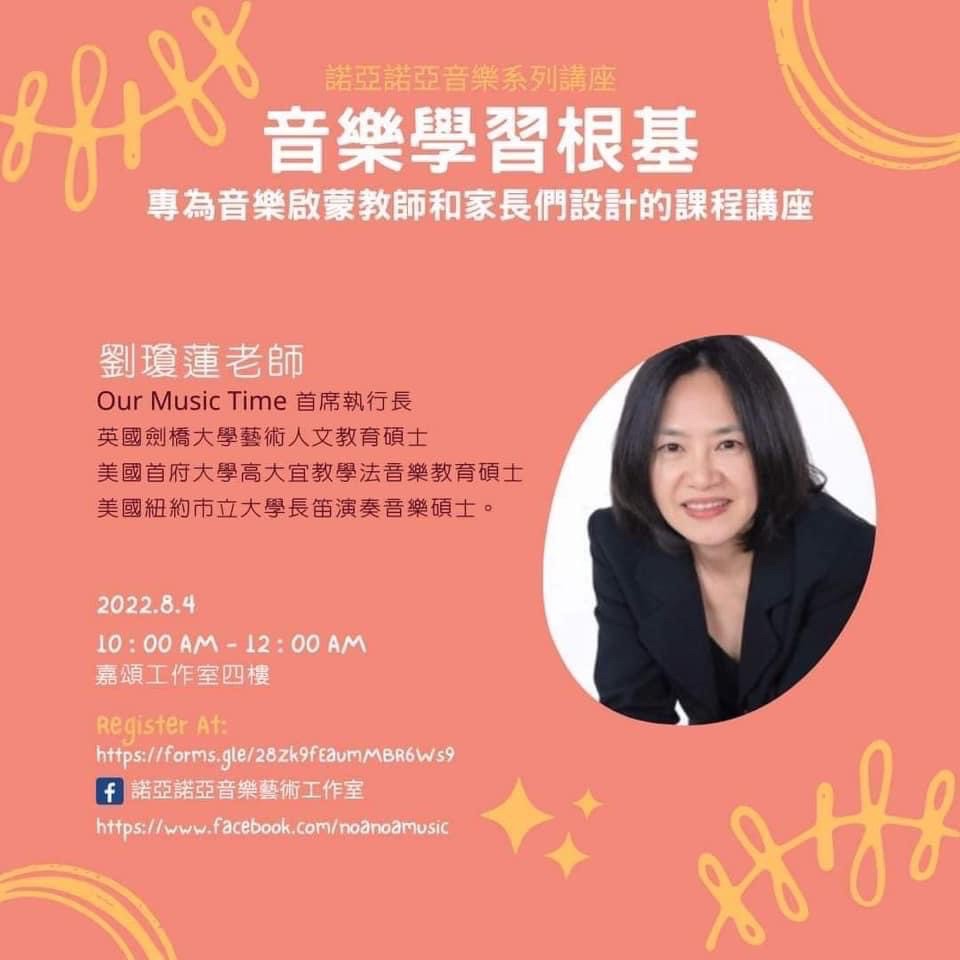 諾亞諾亞音樂系列講座
音樂學習根基
專為音樂啟蒙教師和家長們設計的課程講座
劉瓊蓮老師
Our Music Time 首席執行長
英國劍橋大學藝術人文教育碩士
美國首府大學高大宜教學法音樂教育碩士
美國紐約市立大學長笛演奏音樂碩士。
2022.8.4
10 : 00 AM - 12 : 00 AM
嘉頌工作室四樓
Register At:
https://forms.gle/28Zk9fEaumMBR6Ws9
諾亞諾亞音樂藝術工作室
https://www.facebook.com/noanoamusic